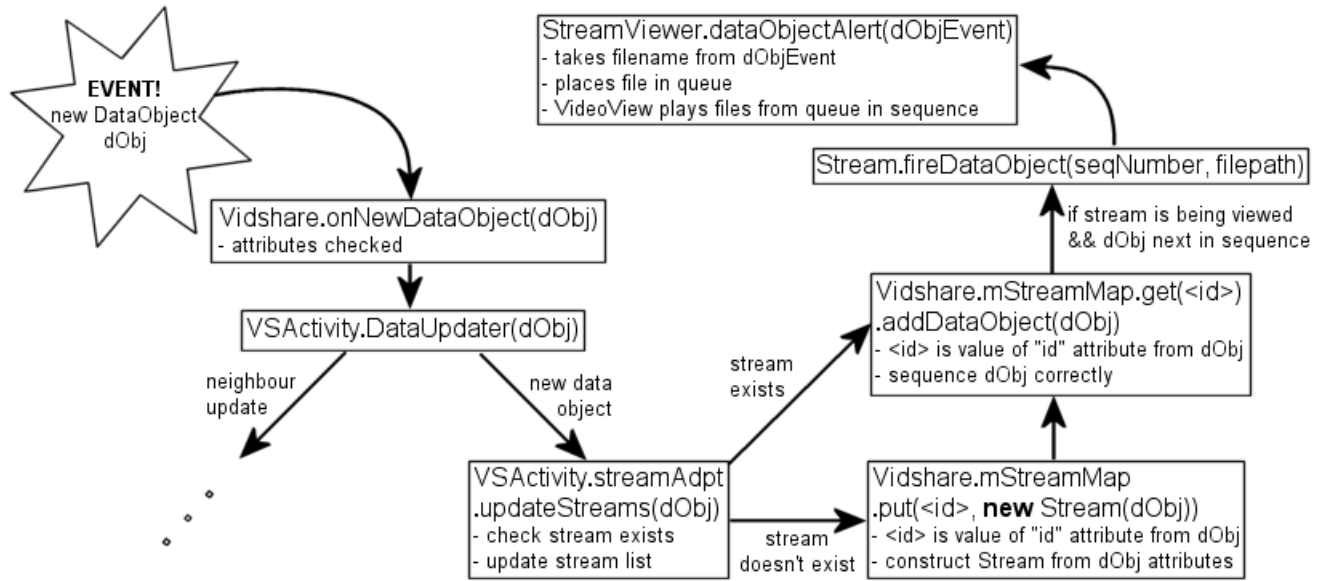 EVENT!
new DataObject
dObj
Vidshare.onNewDataObject(dObj)
- attributes checked
VSActivity.DataUpdater(dObj)
neighbour
update
new data
object
VSActivity.streamAdpt
.updateStreams(dObj)
- check stream exists
- update stream list
stream
exists
stream
doesn't exist
Vidshare.mStreamMap
.put(<id>, new Stream(dObj))
- <id> is value of "id" attribute from dObj
- construct Stream from dObj attributes
Vidshare.mStreamMap.get(<id>)
.addDataObject(dObj)
- <id> is value of "id" attribute from dObj
- sequence dObj correctly
if stream is being viewed
&& dObj next in sequence
Stream.fireDataObject(seqNumber, filepath)
StreamViewer.dataObjectAlert(dObjEvent)
- takes filename from dObjEvent
- places file in queue
- VideoView plays files from queue in sequence